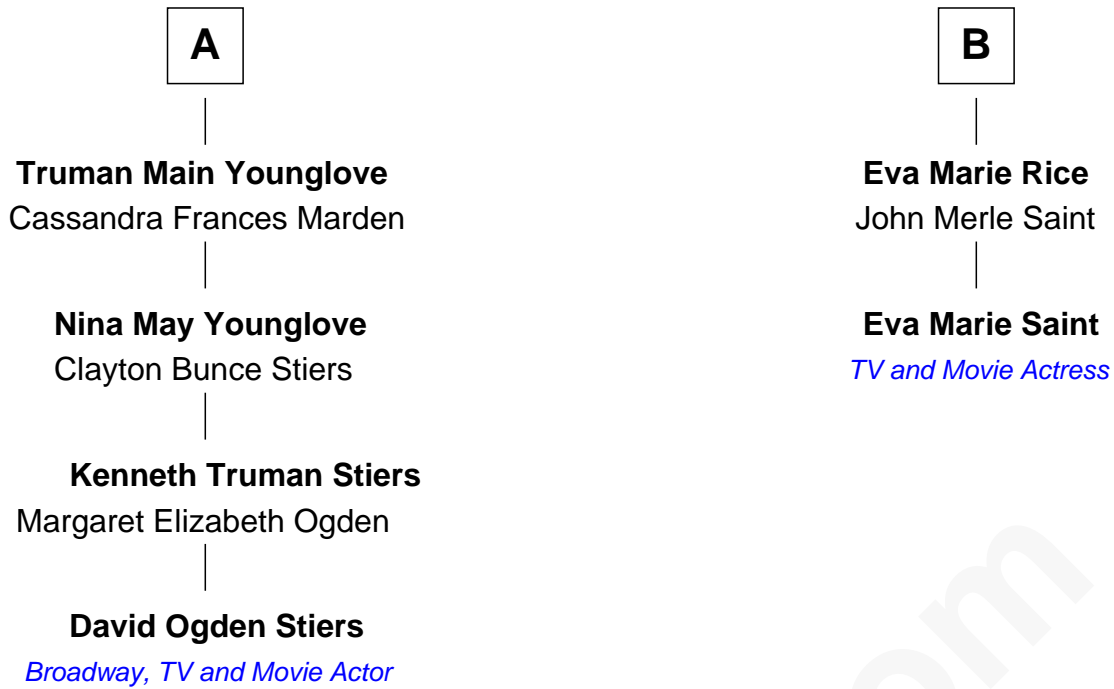 A
Truman Main Younglove
Cassandra Frances Marden
Nina May Younglove
Clayton Bunce Stiers
Kenneth Truman Stiers
Margaret Elizabeth Ogden
David Ogden Stiers
Broadway, TV and Movie Actor
B
Eva Marie Rice
John Merle Saint
Eva Marie Saint
TV and Movie Actress
om